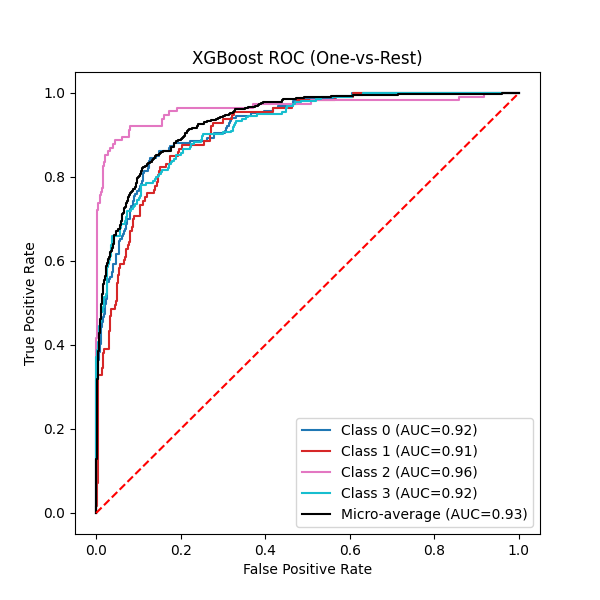 XGBoost ROC (One-vs-Rest)
True Positive Rate
1.0
0.8
0.6
0.4
0.2
0.0
Class 0 (AUC=0.92)
Class 1 (AUC=0.91)
Class 2 (AUC=0.96)
Class 3 (AUC=0.92)
Micro-average (AUC=0.93)
0.0 0.2 0.4 0.6 0.8 1.0
False Positive Rate